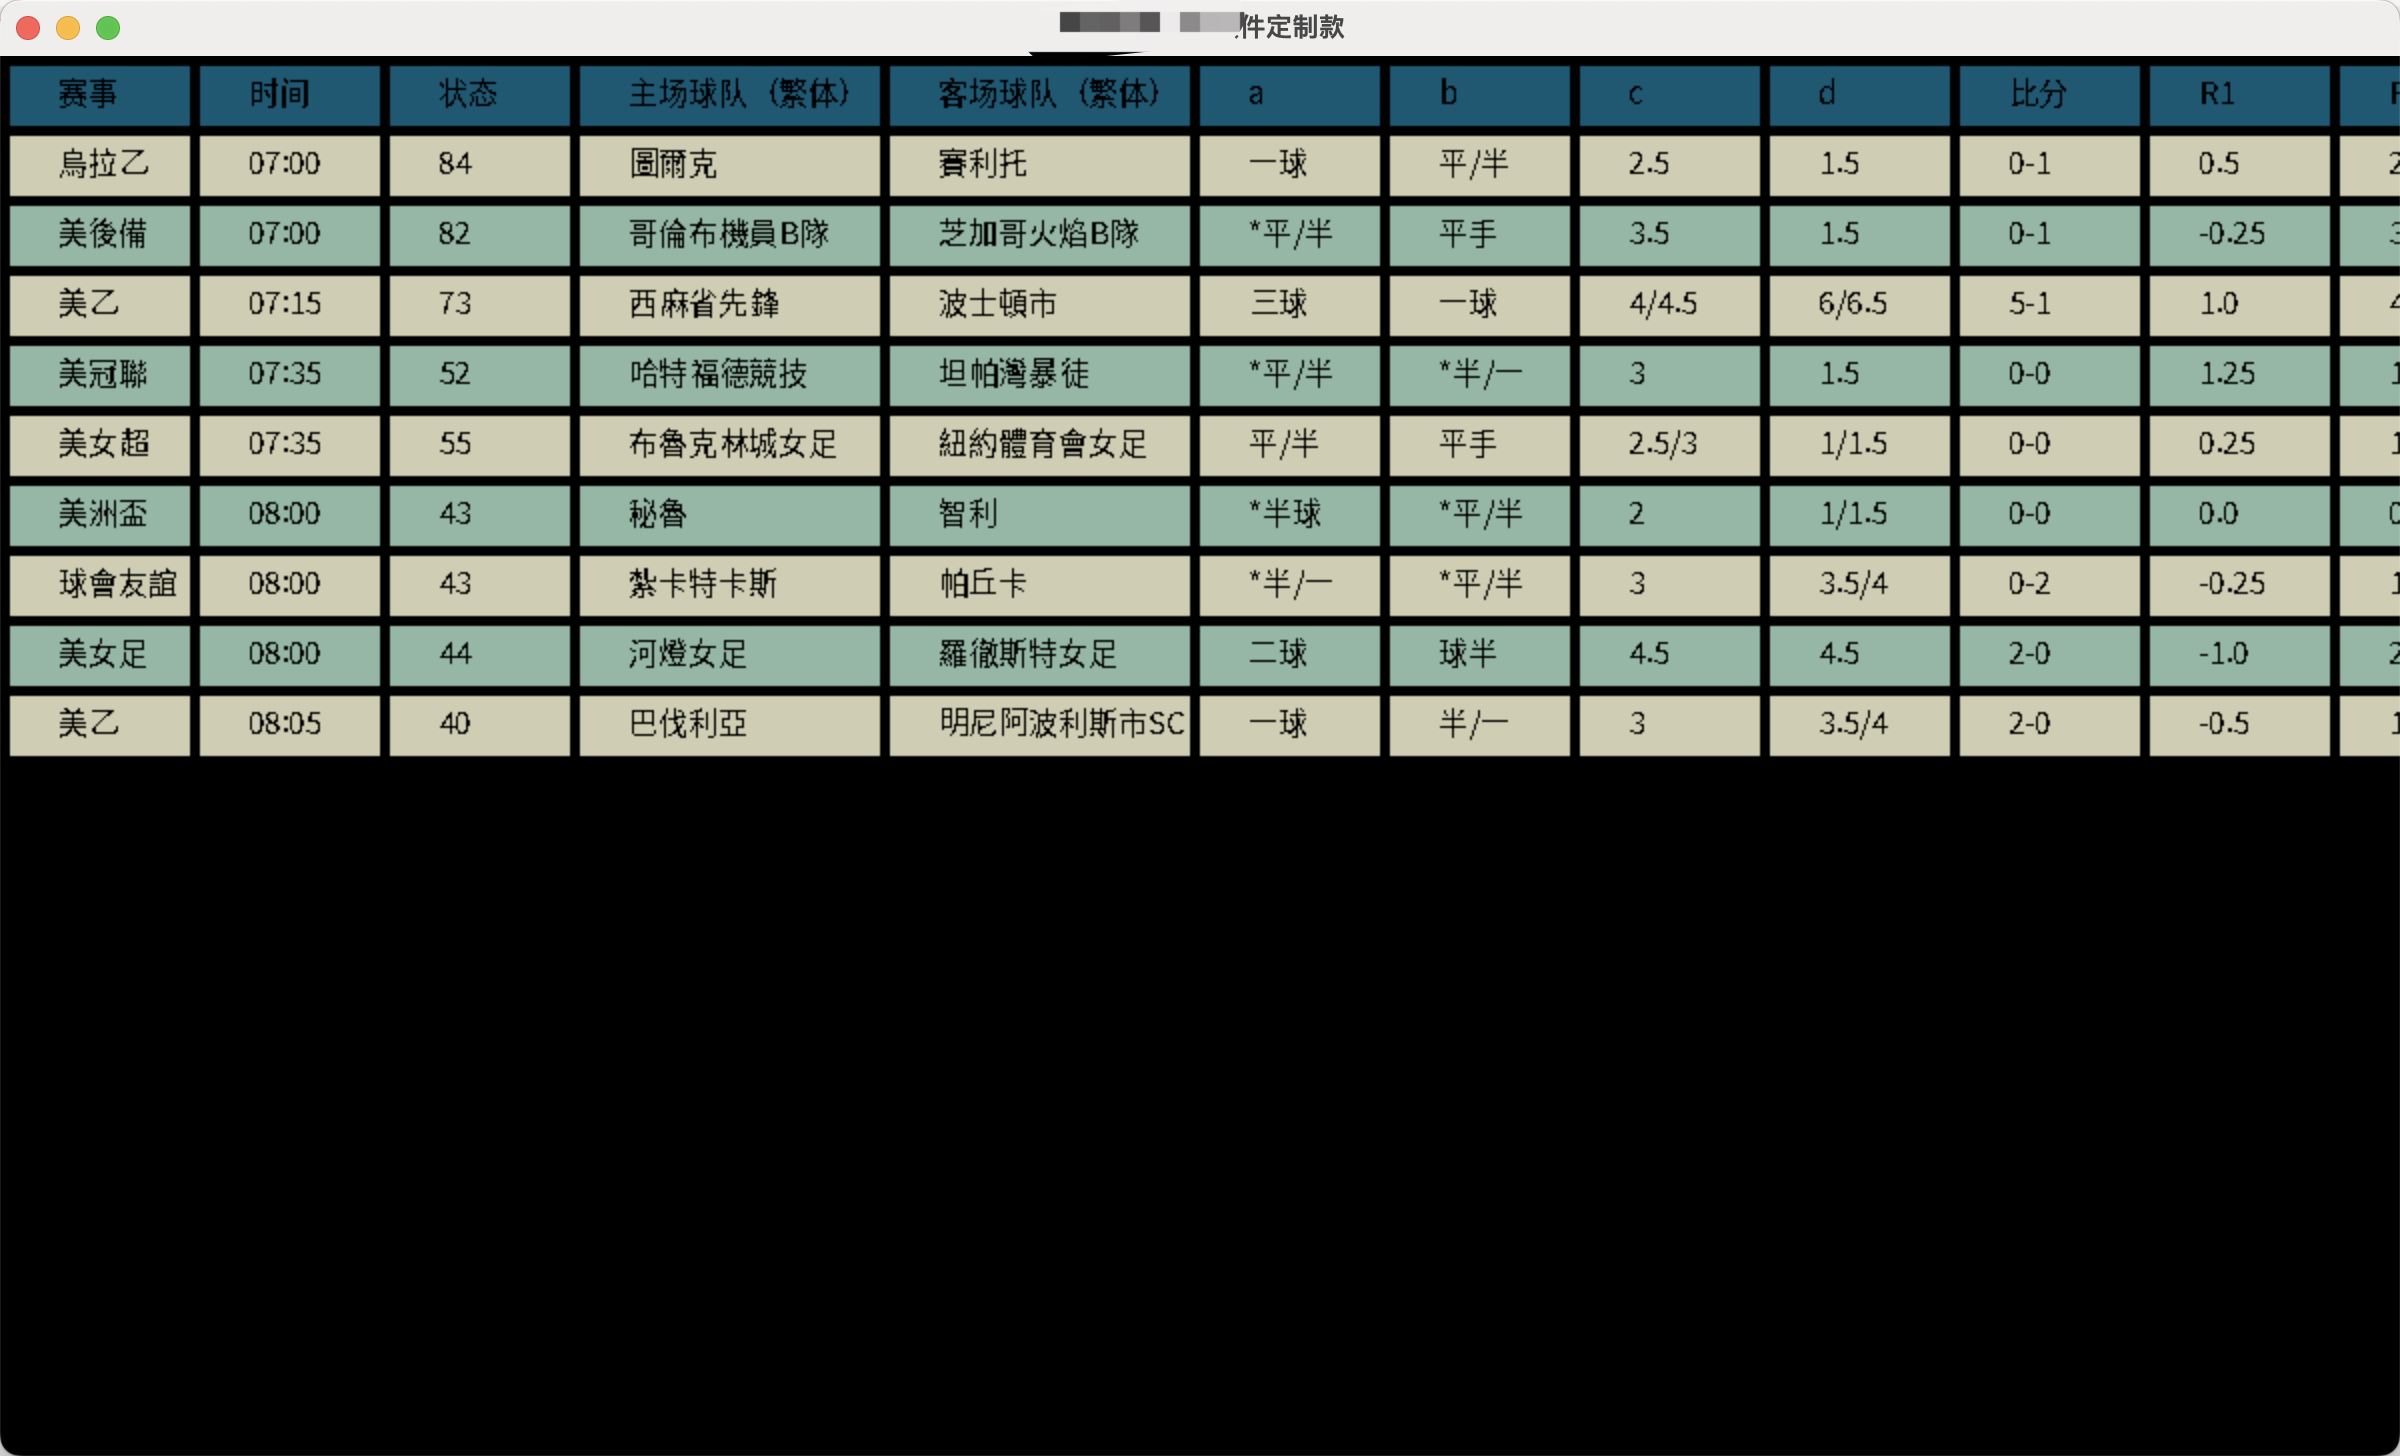 件定制款
赛事 时间 状态 主场球队（繁体） 客场球队（繁体） a b c d 比分 R1
烏拉乙 07:00 84 圖爾克 賽利托 一球 平/半 2.5 1.5 0-1 0.5
美後備 07:00 82 哥倫布機員B隊 芝加哥火焰B隊 *平/半 平手 3.5 1.5 0-1 -0.25
美乙 07:15 73 西麻省先鋒 波士頓市 三球 一球 4/4.5 6/6.5 5-1 1.0
美冠聯 07:35 52 哈特福德競技 坦帕灣暴徒 *平/半 *半/一 3 1.5 0-0 1.25
美女超 07:35 55 布魯克林城女足 紐約體育會女足 平/半 平手 2.5/3 1/1.5 0-0 0.25
美洲盃 08:00 43 秘魯 智利 *半球 *平/半 2 1/1.5 0-0 0.0
球會友誼 08:00 43 紮卡特卡斯 帕丘卡 *半/一 *平/半 3 3.5/4 0-2 -0.25
美女足 08:00 44 河燈女足 羅徹斯特女足 二球 球半 4.5 4.5 2-0 -1.0
美乙 08:05 40 巴伐利亞 明尼阿波利斯市SC 一球 半/一 3 3.5/4 2-0 -0.5